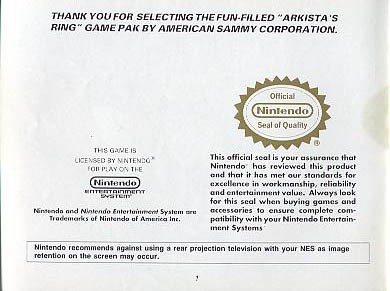 THANK YOU FOR SELECTING THE FUN-FILLED "ARKISTA'S
RING" GAME PAK BY AMERICAN SAMMY CORPORATION.
THIS GAME IS
LICENSED BY NINTENDO®
FOR PLAY ON THE
Nintendo
ENTERTAINMENT
SYSTEM
Nintendo and Nintendo Entertainment System are
Trademarks of Nintendo of America Inc.
Official
Nintendo
Seal of Quality
®
This official seal is your assurance that
Nintendo has reviewed this product
and that it has met our standards for
excellence in workmanship, reliability
and entertainment value. Always look
for this seal when buying games and
accessories to ensure complete com-
patibility with your Nintendo Entertain-
ment Systems
Nintendo recommends against using a rear projection television with your NES as image
retention on the screen may occur.
1